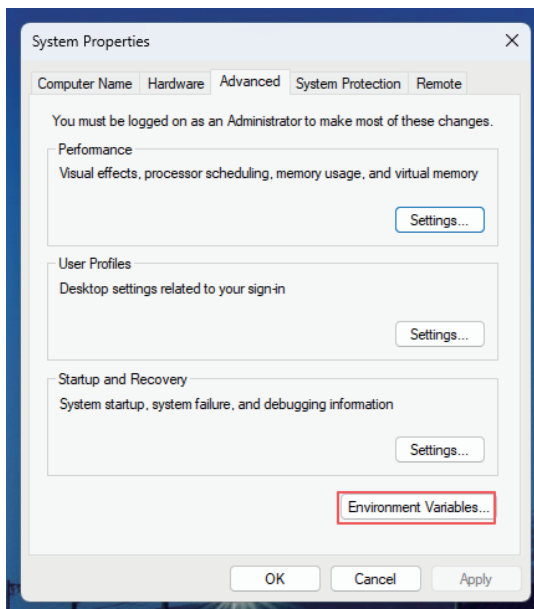 System Properties
Computer Name Hardware Advanced System Protection Remote
You must be logged on as an Administrator to make most of these changes.
Performance
Visual effects, processor scheduling, memory usage, and virtual memory
Settings...
User Profiles
Desktop settings related to your sign-in
Settings...
Startup and Recovery
System startup, system failure, and debugging information
Settings...
Environment Variables...
OK Cancel Apply